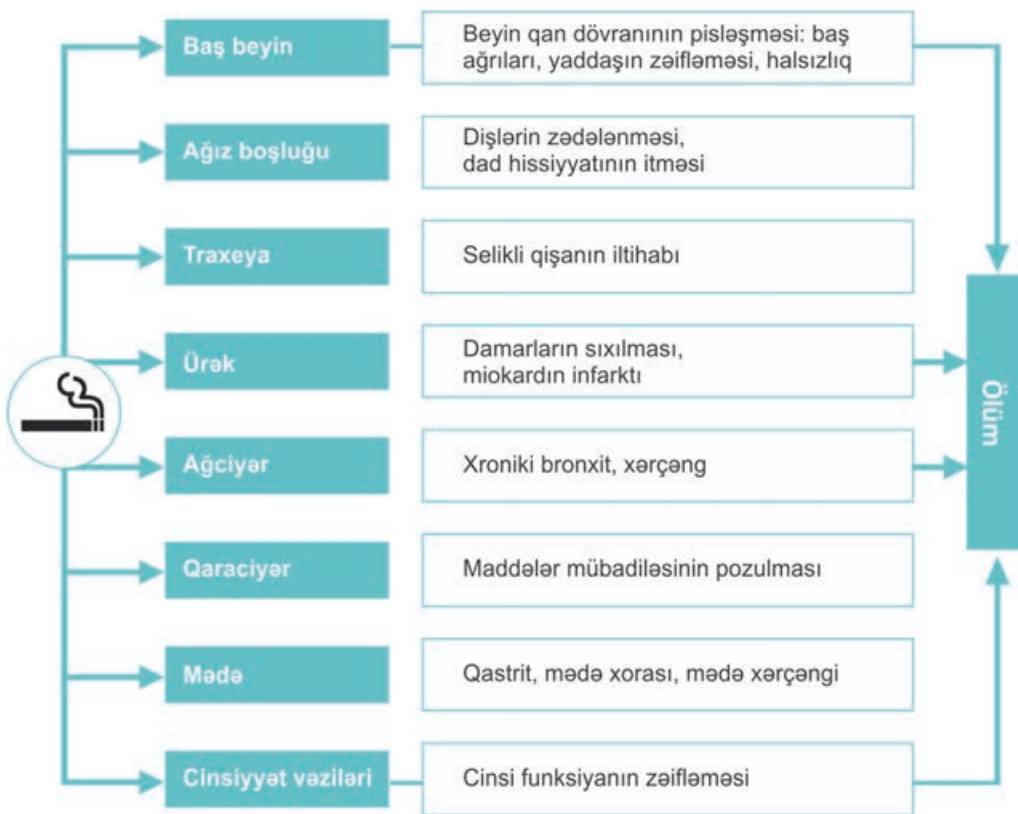 Baş beyin
Beyin qan dövranının pisləşməsi: baş
ağrıları, yaddaşın zəifləməsi, halsızlıq
Ağız boşluğu
Dişlərin zədələnməsi,
dad hissiyyatının itməsi
Traxeya
Selikli qişanın iltihabı
Ürək
Damarların sıxılması,
miokardın infarktı
Ağciyər
Xroniki bronxit, xərçəng
Qaraciyər
Maddələr mübadiləsinin pozulması
Mədə
Qastrit, mədə xorası, mədə xərçəngi
Cinsiyyət vəziləri
Cinsi funksiyanın zəifləməsi
Ölüm